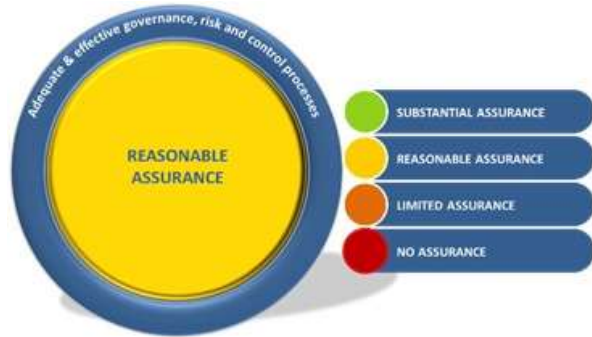 Adequate & effective governance, risk and control processes
REASONABLE
ASSURANCE
SUBSTANTIAL ASSURANCE
REASONABLE ASSURANCE
LIMITED ASSURANCE
NO ASSURANCE